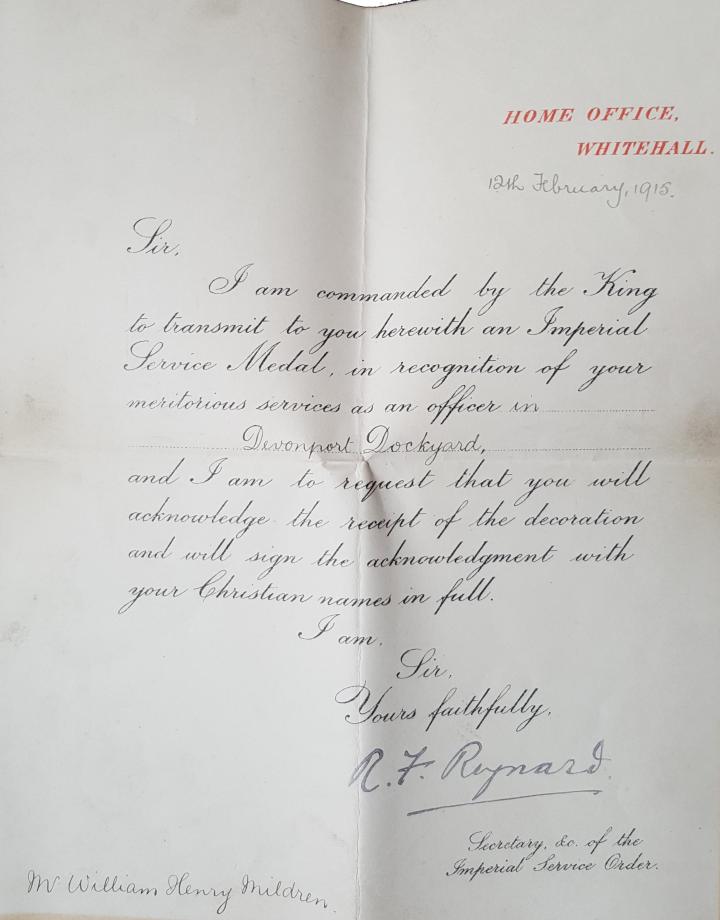 HOME OFFICE,
WHITEHALL.
12th February, 1915.
Sir,
I am commanded by the King
to transmit to you herewith an Imperial
Service Medal, in recognition of your
meritorious services as an officer in
Devonport Dockyard,
and I am to request that you will
acknowledge the receipt of the decoration
and will sign the acknowledgment with
your Christian names in full.
I am,
Sir,
Yours faithfully,
R. F. Reynard.
Secretary, &c. of the
Imperial Service Order.
Mr William Henry Mildren.